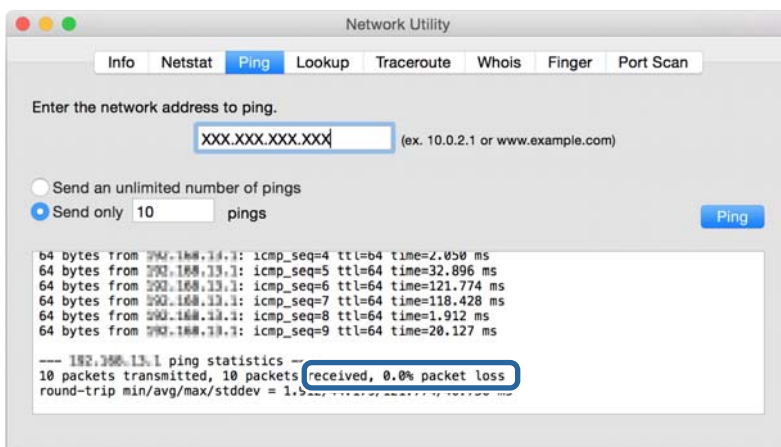 Network Utility
Info Netstat Ping Lookup Traceroute Whois Finger Port Scan
Enter the network address to ping.
XXX.XXX.XXX.XXX (ex. 10.0.2.1 or www.example.com)
Send an unlimited number of pings
Send only 10 pings
Ping
64 bytes from : icmp_seq=4 ttl=64 time=2.050 ms
64 bytes from : icmp_seq=5 ttl=64 time=32.896 ms
64 bytes from : icmp_seq=6 ttl=64 time=121.774 ms
64 bytes from : icmp_seq=7 ttl=64 time=118.428 ms
64 bytes from : icmp_seq=8 ttl=64 time=1.912 ms
64 bytes from : icmp_seq=9 ttl=64 time=20.127 ms
--- ping statistics ---
10 packets transmitted, 10 packets received, 0.0% packet loss
round-trip min/avg/max/stddev = ms